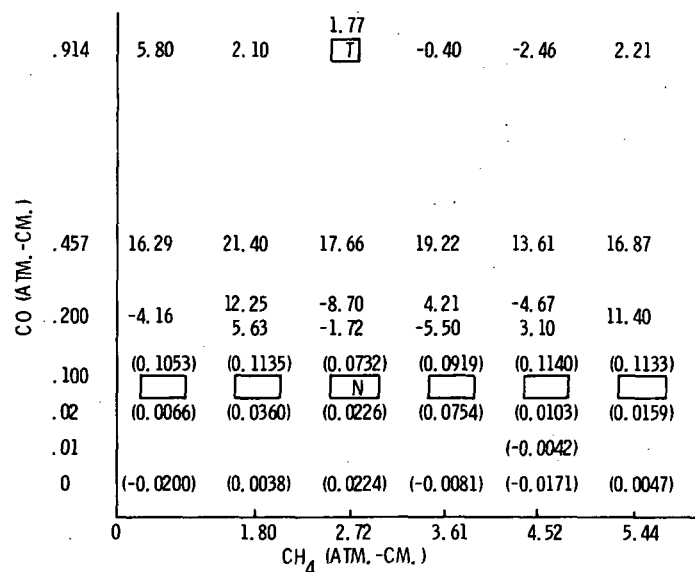 1.77
.914 5.80 2.10 T -0.40 -2.46 2.21
CO (ATM.-CM.)
.457 16.29 21.40 17.66 19.22 13.61 16.87
12.25 -8.70 4.21 -4.67
.200 -4.16 11.40
5.63 -1.72 -5.50 3.10
(0.1053) (0.1135) (0.0732) (0.0919) (0.1140) (0.1133)
.100 N
.02 (0.0066) (0.0360) (0.0226) (0.0754) (0.0103) (0.0159)
.01 (-0.0042)
0 (-0.0200) (0.0038) (0.0224) (-0.0081) (-0.0171) (0.0047)
0 1.80 2.72 3.61 4.52 5.44
CH4 (ATM.-CM.)